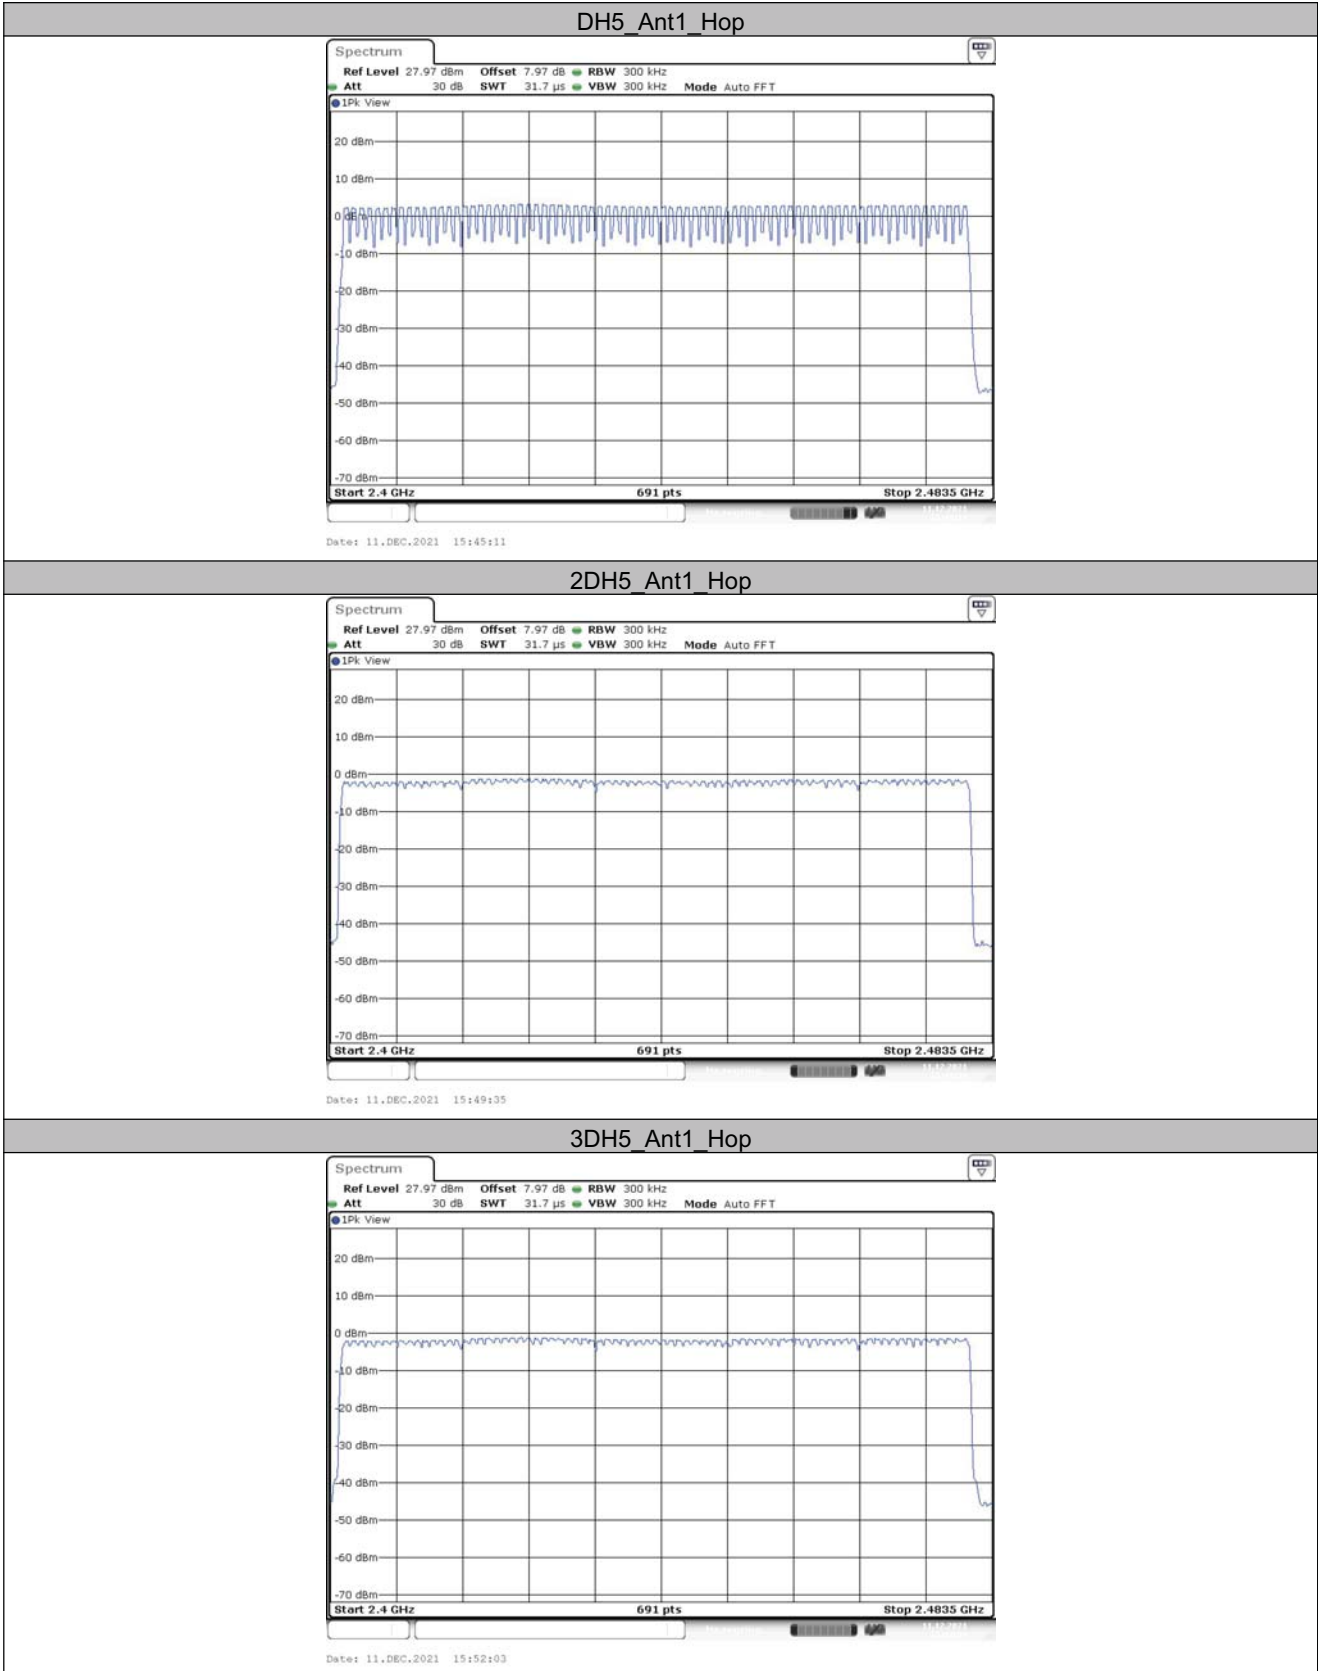 DH5_Ant1_Hop
Spectrum
Ref Level 27.97 dBm Offset 7.97 dB RBW 300 kHz
Att 30 dB SWT 31.7 µs VBW 300 kHz Mode Auto FFT
1Pk View
20 dBm
10 dBm
0 dBm
-10 dBm
-20 dBm
-30 dBm
-40 dBm
-50 dBm
-60 dBm
-70 dBm
Start 2.4 GHz 691 pts Stop 2.4835 GHz
Date: 11.DEC.2021 15:45:11
2DH5_Ant1_Hop
Spectrum
Ref Level 27.97 dBm Offset 7.97 dB RBW 300 kHz
Att 30 dB SWT 31.7 µs VBW 300 kHz Mode Auto FFT
1Pk View
20 dBm
10 dBm
0 dBm
-10 dBm
-20 dBm
-30 dBm
-40 dBm
-50 dBm
-60 dBm
-70 dBm
Start 2.4 GHz 691 pts Stop 2.4835 GHz
Date: 11.DEC.2021 15:49:35
3DH5_Ant1_Hop
Spectrum
Ref Level 27.97 dBm Offset 7.97 dB RBW 300 kHz
Att 30 dB SWT 31.7 µs VBW 300 kHz Mode Auto FFT
1Pk View
20 dBm
10 dBm
0 dBm
-10 dBm
-20 dBm
-30 dBm
-40 dBm
-50 dBm
-60 dBm
-70 dBm
Start 2.4 GHz 691 pts Stop 2.4835 GHz
Date: 11.DEC.2021 15:52:03